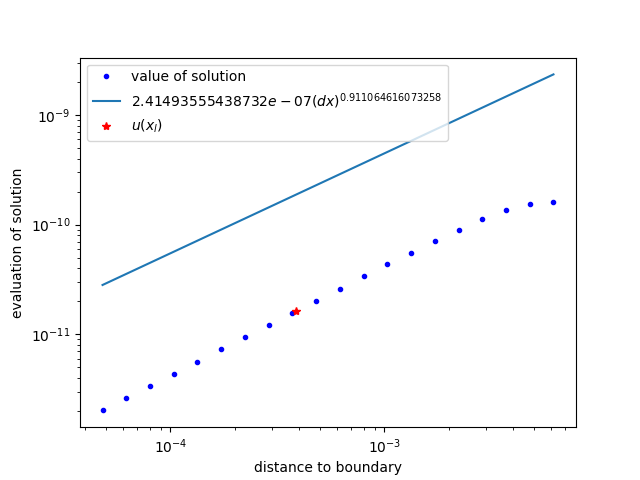 value of solution
2.41493555438732e − 07(dx)^0.911064616073258
u(x_l)
10^−9
10^−10
10^−11
evaluation of solution
10^−4
10^−3
distance to boundary